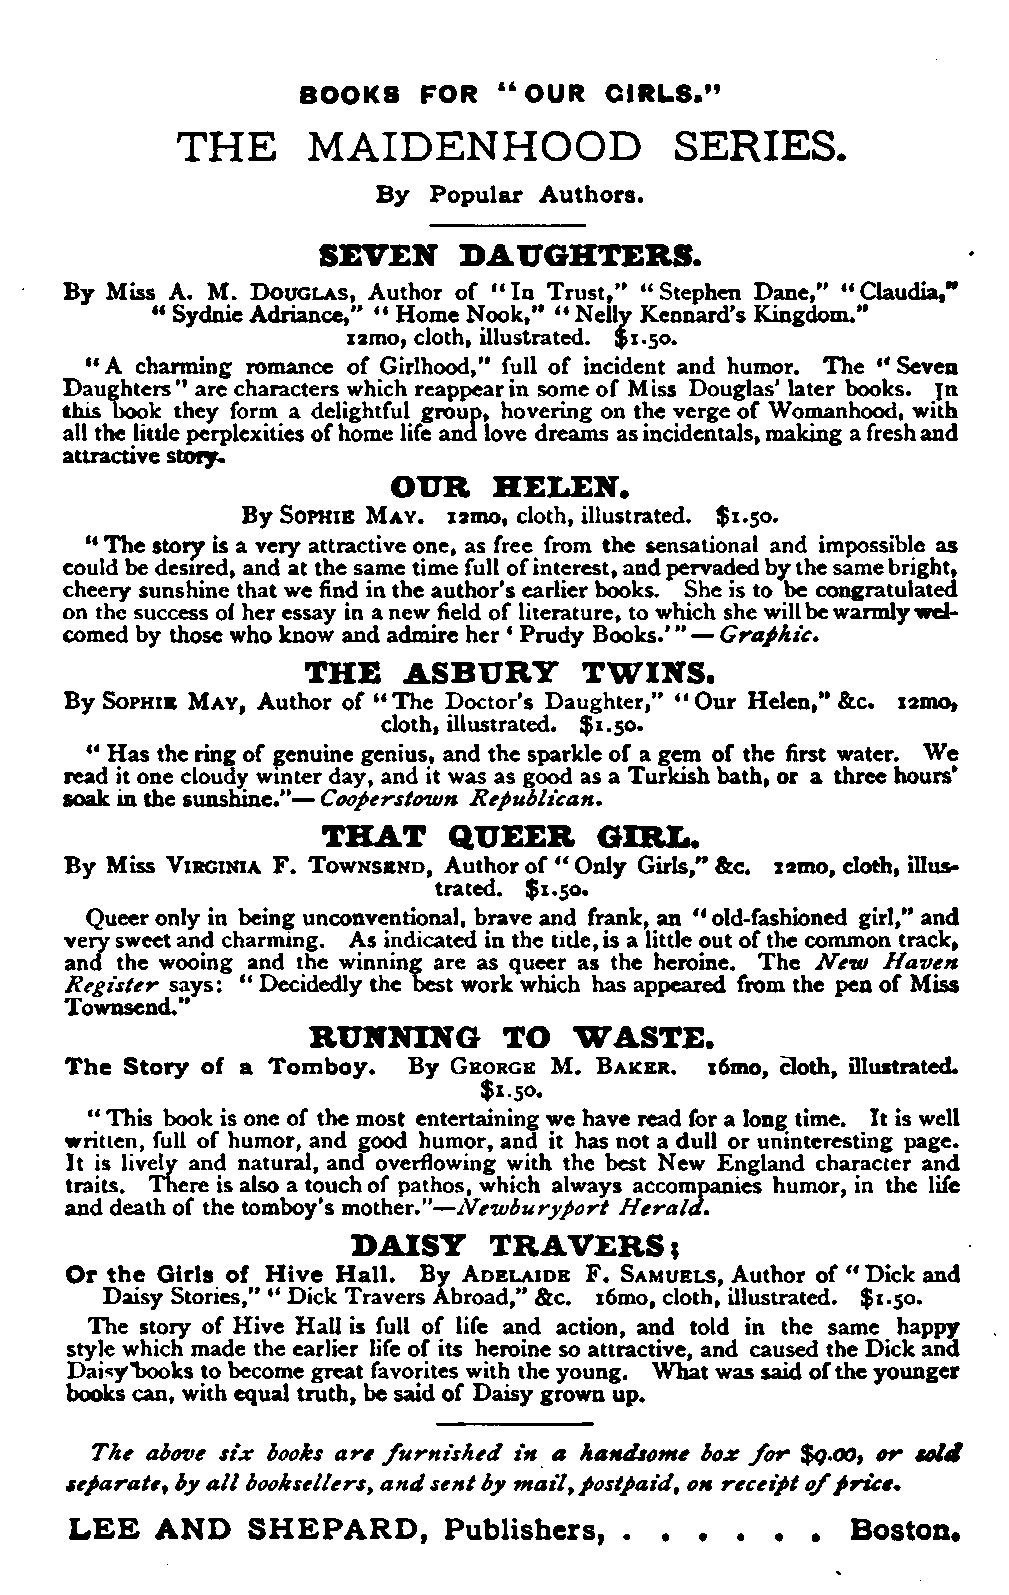 BOOKS FOR "OUR GIRLS."
THE MAIDENHOOD SERIES.
By Popular Authors.
SEVEN DAUGHTERS.
By Miss A. M. DOUGLAS, Author of "In Trust," "Stephen Dane," "Claudia,"
"Sydnie Adriance," "Home Nook," "Nelly Kennard's Kingdom."
12mo, cloth, illustrated. $1.50.
"A charming romance of Girlhood," full of incident and humor. The "Seven
Daughters" are characters which reappear in some of Miss Douglas' later books. In
this book they form a delightful group, hovering on the verge of Womanhood, with
all the little perplexities of home life and love dreams as incidentals, making a fresh and
attractive story.
OUR HELEN.
By SOPHIE MAY. 12mo, cloth, illustrated. $1.50.
"The story is a very attractive one, as free from the sensational and impossible as
could be desired, and at the same time full of interest, and pervaded by the same bright,
cheery sunshine that we find in the author's earlier books. She is to be congratulated
on the success of her essay in a new field of literature, to which she will be warmly wel-
comed by those who know and admire her 'Prudy Books.'"—Graphic.
THE ASBURY TWINS.
By SOPHIE MAY, Author of "The Doctor's Daughter," "Our Helen," &c. 12mo,
cloth, illustrated. $1.50.
"Has the ring of genuine genius, and the sparkle of a gem of the first water. We
read it one cloudy winter day, and it was as good as a Turkish bath, or a three hours'
soak in the sunshine."—Cooperstown Republican.
THAT QUEER GIRL.
By Miss VIRGINIA F. TOWNSEND, Author of "Only Girls," &c. 12mo, cloth, illus-
trated. $1.50.
Queer only in being unconventional, brave and frank, an "old-fashioned girl," and
very sweet and charming. As indicated in the title, is a little out of the common track,
and the wooing and the winning are as queer as the heroine. The New Haven
Register says: "Decidedly the best work which has appeared from the pen of Miss
Townsend."
RUNNING TO WASTE.
The Story of a Tomboy. By GEORGE M. BAKER. 16mo, cloth, illustrated.
$1.50.
"This book is one of the most entertaining we have read for a long time. It is well
written, full of humor, and good humor, and it has not a dull or uninteresting page.
It is lively and natural, and overflowing with the best New England character and
traits. There is also a touch of pathos, which always accompanies humor, in the life
and death of the tomboy's mother."—Newburyport Herald.
DAISY TRAVERS;
Or the Girls of Hive Hall. By ADELAIDE F. SAMUELS, Author of "Dick and
Daisy Stories," "Dick Travers Abroad," &c. 16mo, cloth, illustrated. $1.50.
The story of Hive Hall is full of life and action, and told in the same happy
style which made the earlier life of its heroine so attractive, and caused the Dick and
Daisy books to become great favorites with the young. What was said of the younger
books can, with equal truth, be said of Daisy grown up.
The above six books are furnished in a handsome box for $9.00, or sold
separate, by all booksellers, and sent by mail, postpaid, on receipt of price.
LEE AND SHEPARD, Publishers, . . . . . . Boston.